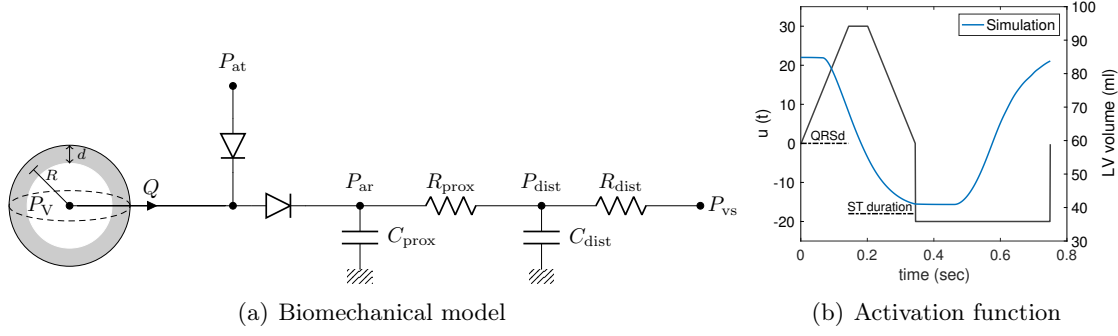 P_at
d
R
Q
P_V
P_ar
R_prox
P_dist
R_dist
P_vs
C_prox
C_dist
(a) Biomechanical model
Simulation
30
20
10
0
-10
-20
u (t)
QRSd
ST duration
100
90
80
70
60
50
40
30
LV volume (ml)
0
0.2
0.4
0.6
0.8
time (sec)
(b) Activation function